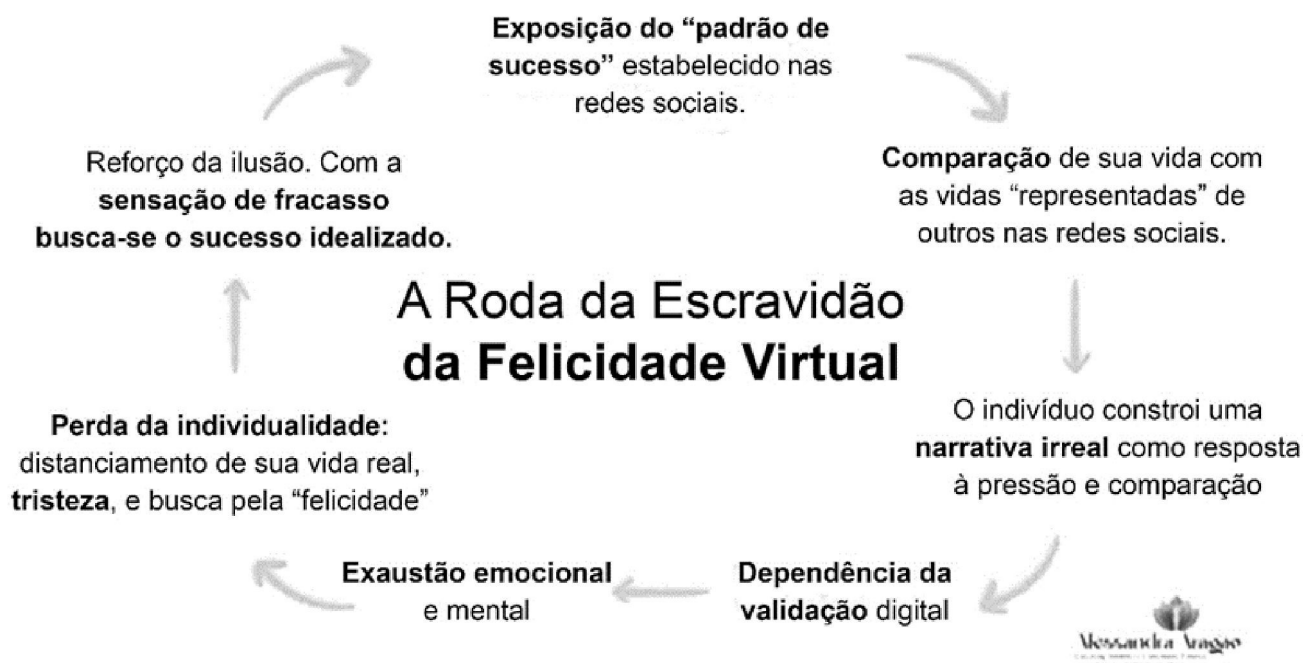 Exposição do “padrão de
sucesso” estabelecido nas
redes sociais.
Comparação de sua vida com
as vidas “representadas” de
outros nas redes sociais.
O indivíduo constroi uma
narrativa irreal como resposta
à pressão e comparação
Dependência da
validação digital
Exaustão emocional
e mental
Perda da individualidade:
distanciamento de sua vida real,
tristeza, e busca pela “felicidade”
Reforço da ilusão. Com a
sensação de fracasso
busca-se o sucesso idealizado.
A Roda da Escravidão
da Felicidade Virtual
Alessandra Aragão